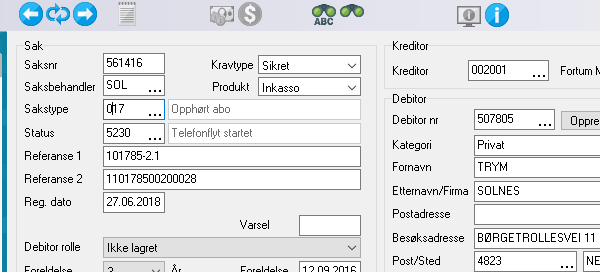 ABC
Sak
Saksnr 561416 Kravtype Sikret
Saksbehandler SOL ... Produkt Inkasso
Sakstype 017 ... Opphørt abo
Status 5230 ... Telefonflyt startet
Referanse 1 101785-2.1
Referanse 2 110178500200028
Reg. dato 27.06.2018
Varsel
Debitor rolle Ikke lagret
Foreldelse 3 År Foreldelse 12.09.2016
Kreditor
Kreditor 002001 ... Fortum M
Debitor
Debitor nr 507805 ... Oppre
Kategori Privat
Fornavn TRYM
Etternavn/Firma SOLNES
Postadresse
Besøksadresse BØRGETROLLESVEI 11
Post/Sted 4823 ... NE